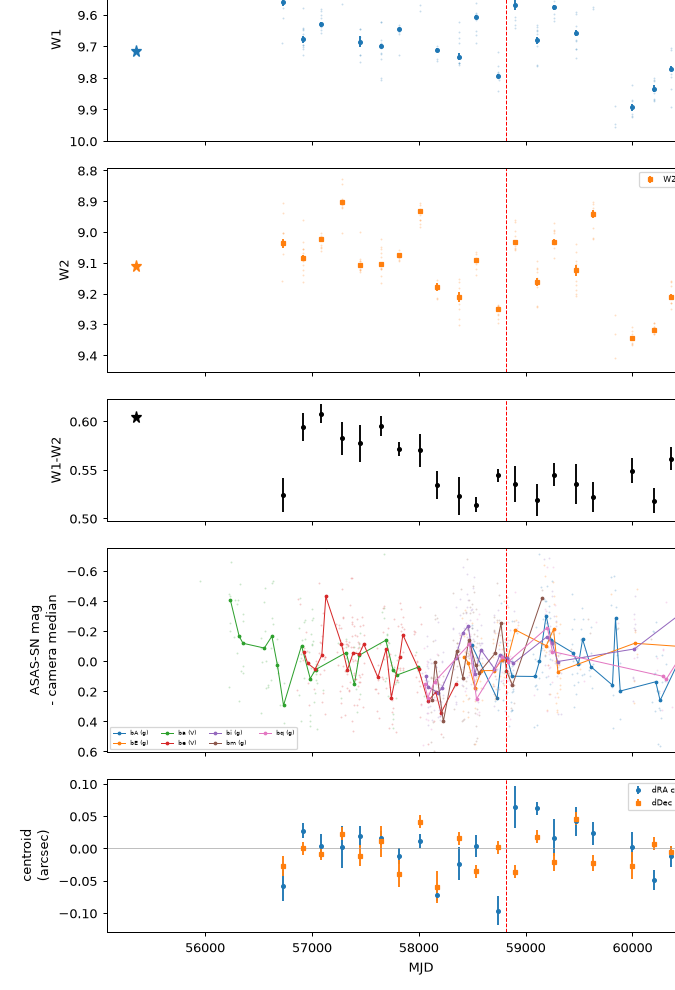 9.6
9.7
9.8
9.9
10.0
W1
8.8
8.9
9.0
9.1
9.2
9.3
9.4
W2
W2
0.60
0.55
0.50
W1-W2
−0.6
−0.4
−0.2
0.0
0.2
0.4
0.6
ASAS-SN mag
- camera median
bA (g)
bE (g)
ba (V)
be (V)
bi (g)
bm (g)
bq (g)
0.10
0.05
0.00
−0.05
−0.10
centroid
(arcsec)
dRA c
dDec
56000 57000 58000 59000 60000
MJD